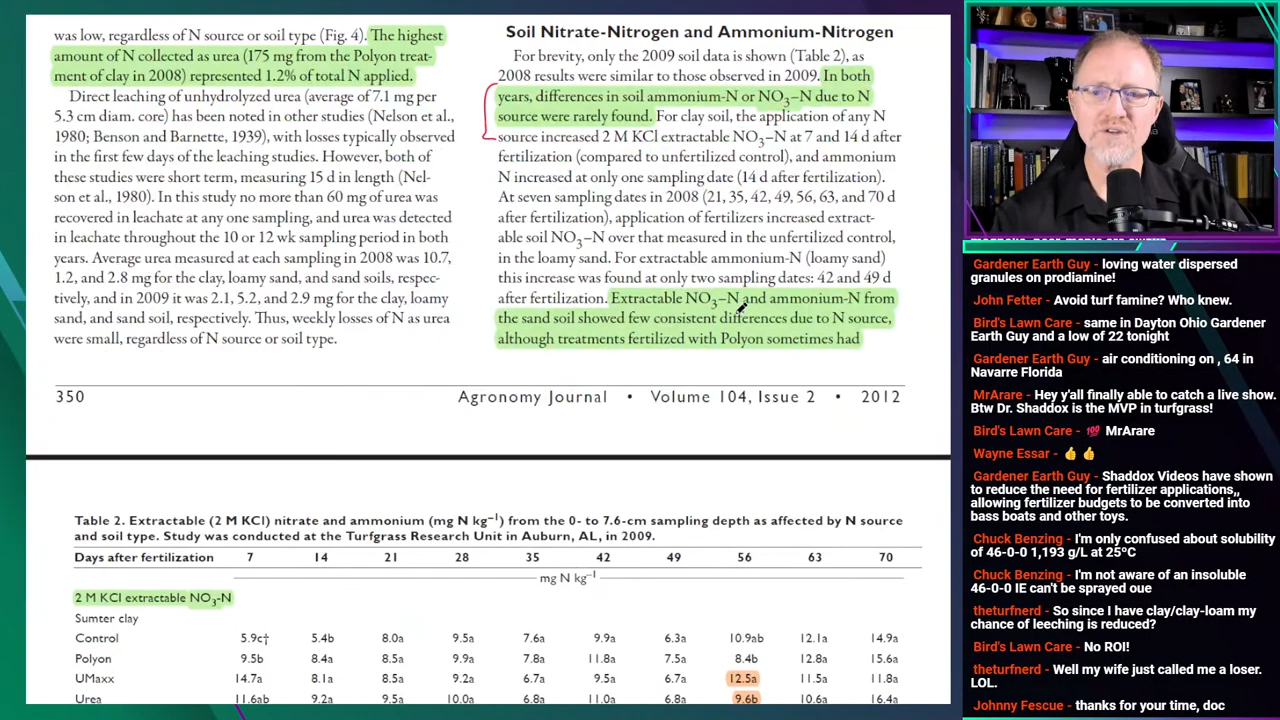 was low, regardless of N source or soil type (Fig. 4). The highest
amount of N collected as urea (175 mg from the Polyon treat-
ment of clay in 2008) represented 1.2% of total N applied.
Direct leaching of unhydrolyzed urea (average of 7.1 mg per
5.3 cm diam. core) has been noted in other studies (Nelson et al.,
1980; Benson and Barnette, 1939), with losses typically observed
in the first few days of the leaching studies. However, both of
these studies were short term, measuring 15 d in length (Nel-
son et al., 1980). In this study no more than 60 mg of urea was
recovered in leachate at any one sampling, and urea was detected
in leachate throughout the 10 or 12 wk sampling period in both
years. Average urea measured at each sampling in 2008 was 10.7,
1.2, and 2.8 mg for the clay, loamy sand, and sand soil, respec-
tively, and in 2009 it was 2.1, 5.2, and 2.9 mg for the clay, loamy
sand, and sand soil, respectively. Thus, weekly losses of N as urea
were small, regardless of N source or soil type.
Soil Nitrate-Nitrogen and Ammonium-Nitrogen
For brevity, only the 2009 soil data is shown (Table 2), as
2008 results were similar to those observed in 2009. In both
years, differences in soil ammonium-N or NO3–N due to N
source were rarely found. For clay soil, the application of any N
source increased 2 M KCl extractable NO3–N at 7 and 14 d after
fertilization (compared to unfertilized control), and ammonium
N increased at only one sampling date (14 d after fertilization).
At seven sampling dates in 2008 (21, 35, 42, 49, 56, 63, and 70 d
after fertilization), application of fertilizers increased extract-
able soil NO3–N over that measured in the unfertilized control,
in the loamy sand. For extractable ammonium-N (loamy sand)
this increase was found at only two sampling dates: 42 and 49 d
after fertilization. Extractable NO3–N and ammonium-N from
the sand soil showed few consistent differences due to N source,
although treatments fertilized with Polyon sometimes had
350 Agronomy Journal • Volume 104, Issue 2 • 2012
Table 2. Extractable (2 M KCl) nitrate and ammonium (mg N kg–1) from the 0- to 7.6-cm sampling depth as affected by N source
and soil type. Study was conducted at the Turfgrass Research Unit in Auburn, AL, in 2009.
Days after fertilization 7 14 21 28 35 42 49 56 63 70
mg N kg–1
2 M KCl extractable NO3-N
Sumter clay
Control 5.9c† 5.4b 8.0a 9.5a 7.6a 9.9a 6.3a 10.9ab 12.1a 14.9a
Polyon 9.5b 8.4a 8.5a 9.9a 7.8a 11.8a 7.5a 8.4b 12.8a 15.6a
UMaxx 14.7a 8.1a 8.5a 9.2a 6.7a 9.5a 6.7a 12.5a 11.5a 11.8a
Urea 11.6ab 9.2a 9.5a 10.0a 6.8a 11.0a 6.8a 9.6b 10.6a 16.4a
Gardener Earth Guy - loving water dispersed
granules on prodiamine!
John Fetter - Avoid turf famine? Who knew.
Bird's Lawn Care - same in Dayton Ohio Gardener
Earth Guy and a low of 22 tonight
Gardener Earth Guy - air conditioning on , 64 in
Navarre Florida
MrArare - Hey y'all finally able to catch a live show.
Btw Dr. Shaddox is the MVP in turfgrass!
Bird's Lawn Care - 💯 MrArare
Wayne Essar - 👍 👍
Gardener Earth Guy - Shaddox Videos have shown
to reduce the need for fertilizer applications,,
allowing fertilizer budgets to be converted into
bass boats and other toys.
Chuck Benzing - I'm only confused about solubility
of 46-0-0 1,193 g/L at 25ºC
Chuck Benzing - I'm not aware of an insoluble
46-0-0 IE can't be sprayed oue
theturfnerd - So since I have clay/clay-loam my
chance of leeching is reduced?
Bird's Lawn Care - No ROI!
theturfnerd - Well my wife just called me a loser.
LOL.
Johnny Fescue - thanks for your time, doc